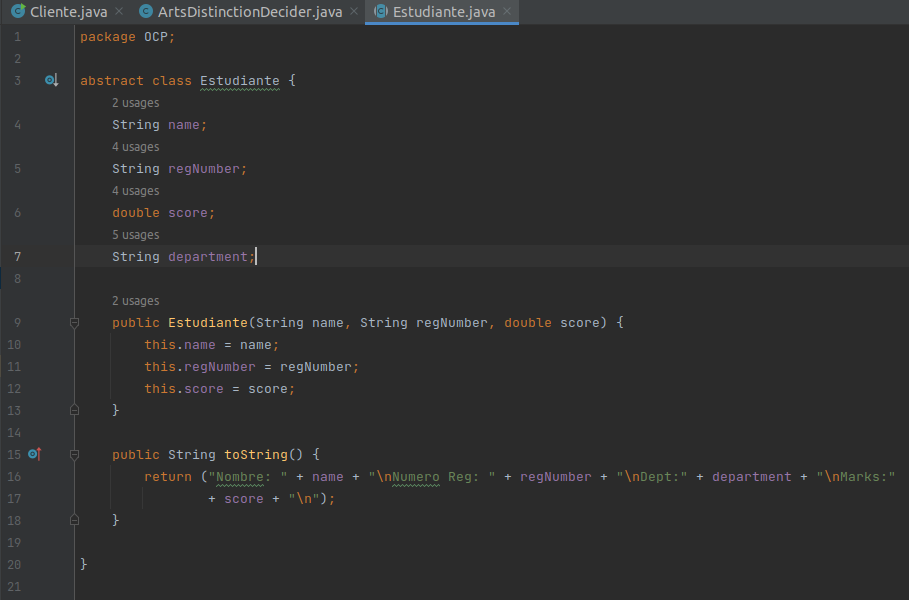 Cliente.java × ArtsDistinctionDecider.java × Estudiante.java ×
1 package OCP;
2
3 abstract class Estudiante {
2 usages
4 String name;
4 usages
5 String regNumber;
4 usages
6 double score;
5 usages
7 String department;
8
2 usages
9 public Estudiante(String name, String regNumber, double score) {
10 this.name = name;
11 this.regNumber = regNumber;
12 this.score = score;
13 }
14
15 public String toString() {
16 return ("Nombre: " + name + "\nNumero Reg: " + regNumber + "\nDept:" + department + "\nMarks:"
17 + score + "\n");
18 }
19
20 }
21